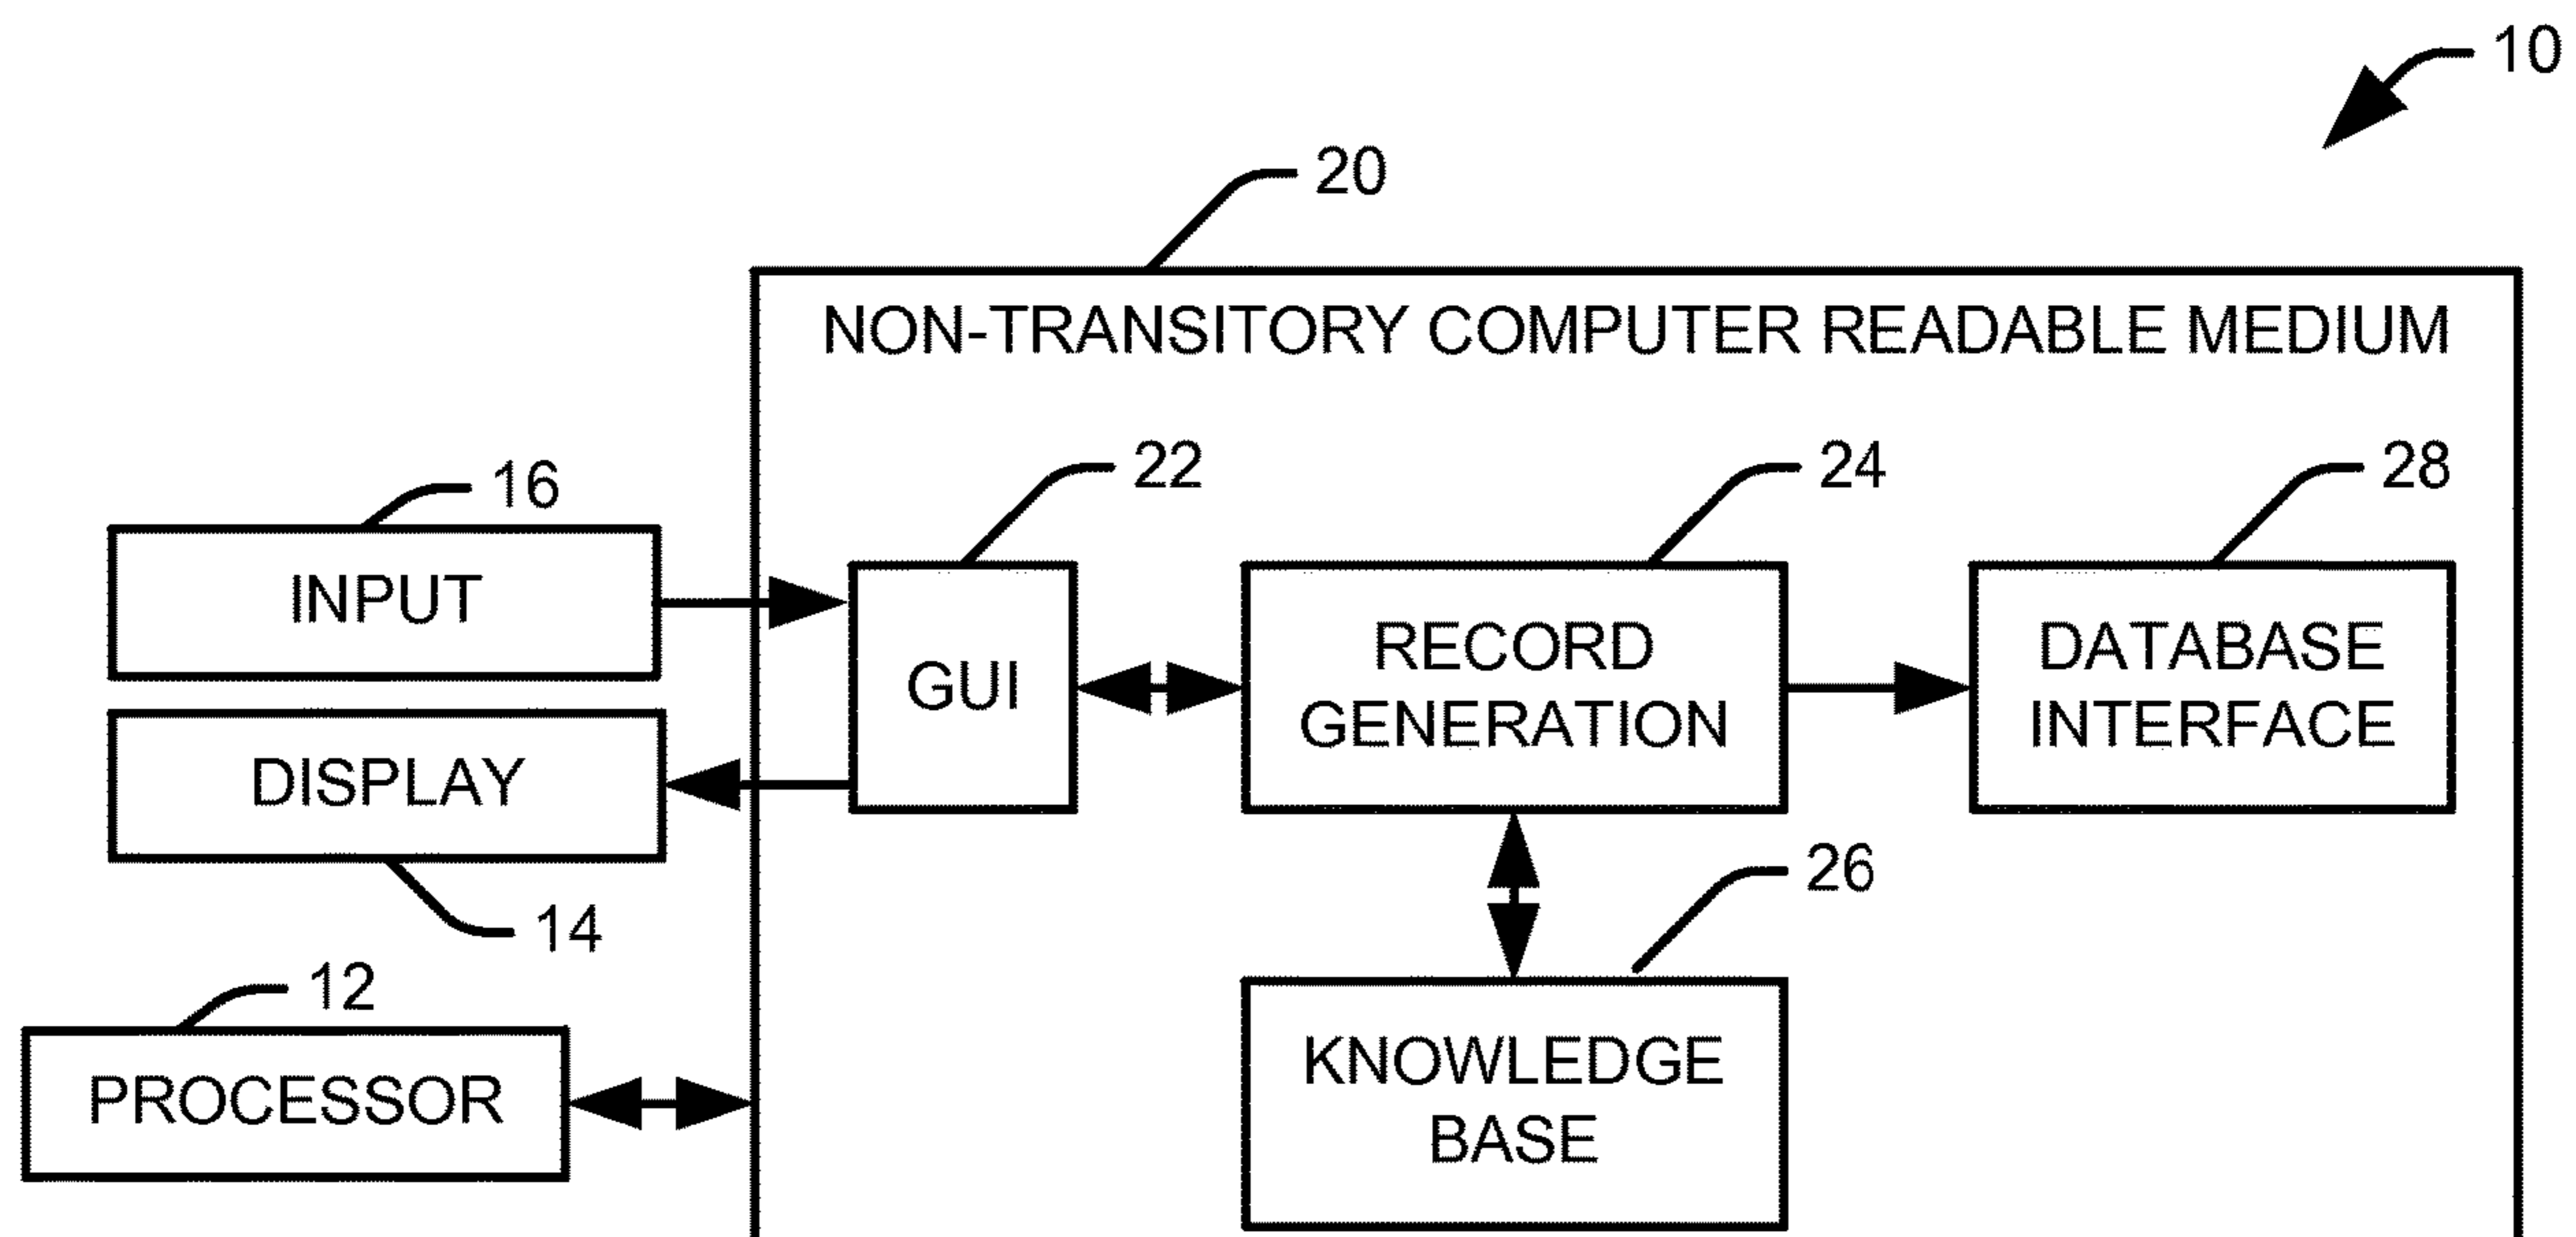 10
20
NON-TRANSITORY COMPUTER READABLE MEDIUM
16
22
24
28
INPUT
GUI
RECORD
GENERATION
DATABASE
INTERFACE
DISPLAY
14
26
12
PROCESSOR
KNOWLEDGE
BASE